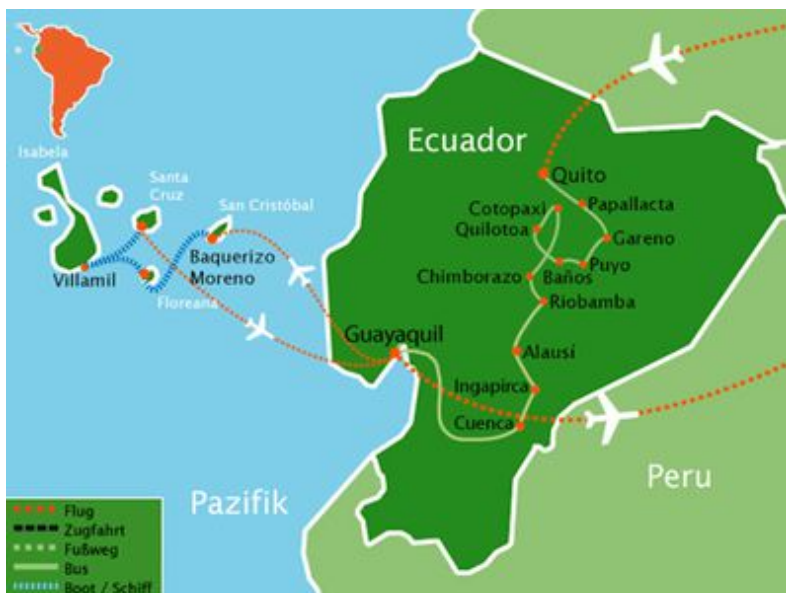 Ecuador
Isabela
Santa
Cruz
San Cristóbal
Quito
Cotopaxi
Papallacta
Quilotoa
Gareno
Baquerizo
Moreno
Villamil
Floreana
Chimborazo
Baños
Puyo
Riobamba
Guayaquil
Alausí
Ingapirca
Cuenca
Peru
Pazifik
Flug
Zugfahrt
Fußweg
Bus
Boot / Schiff